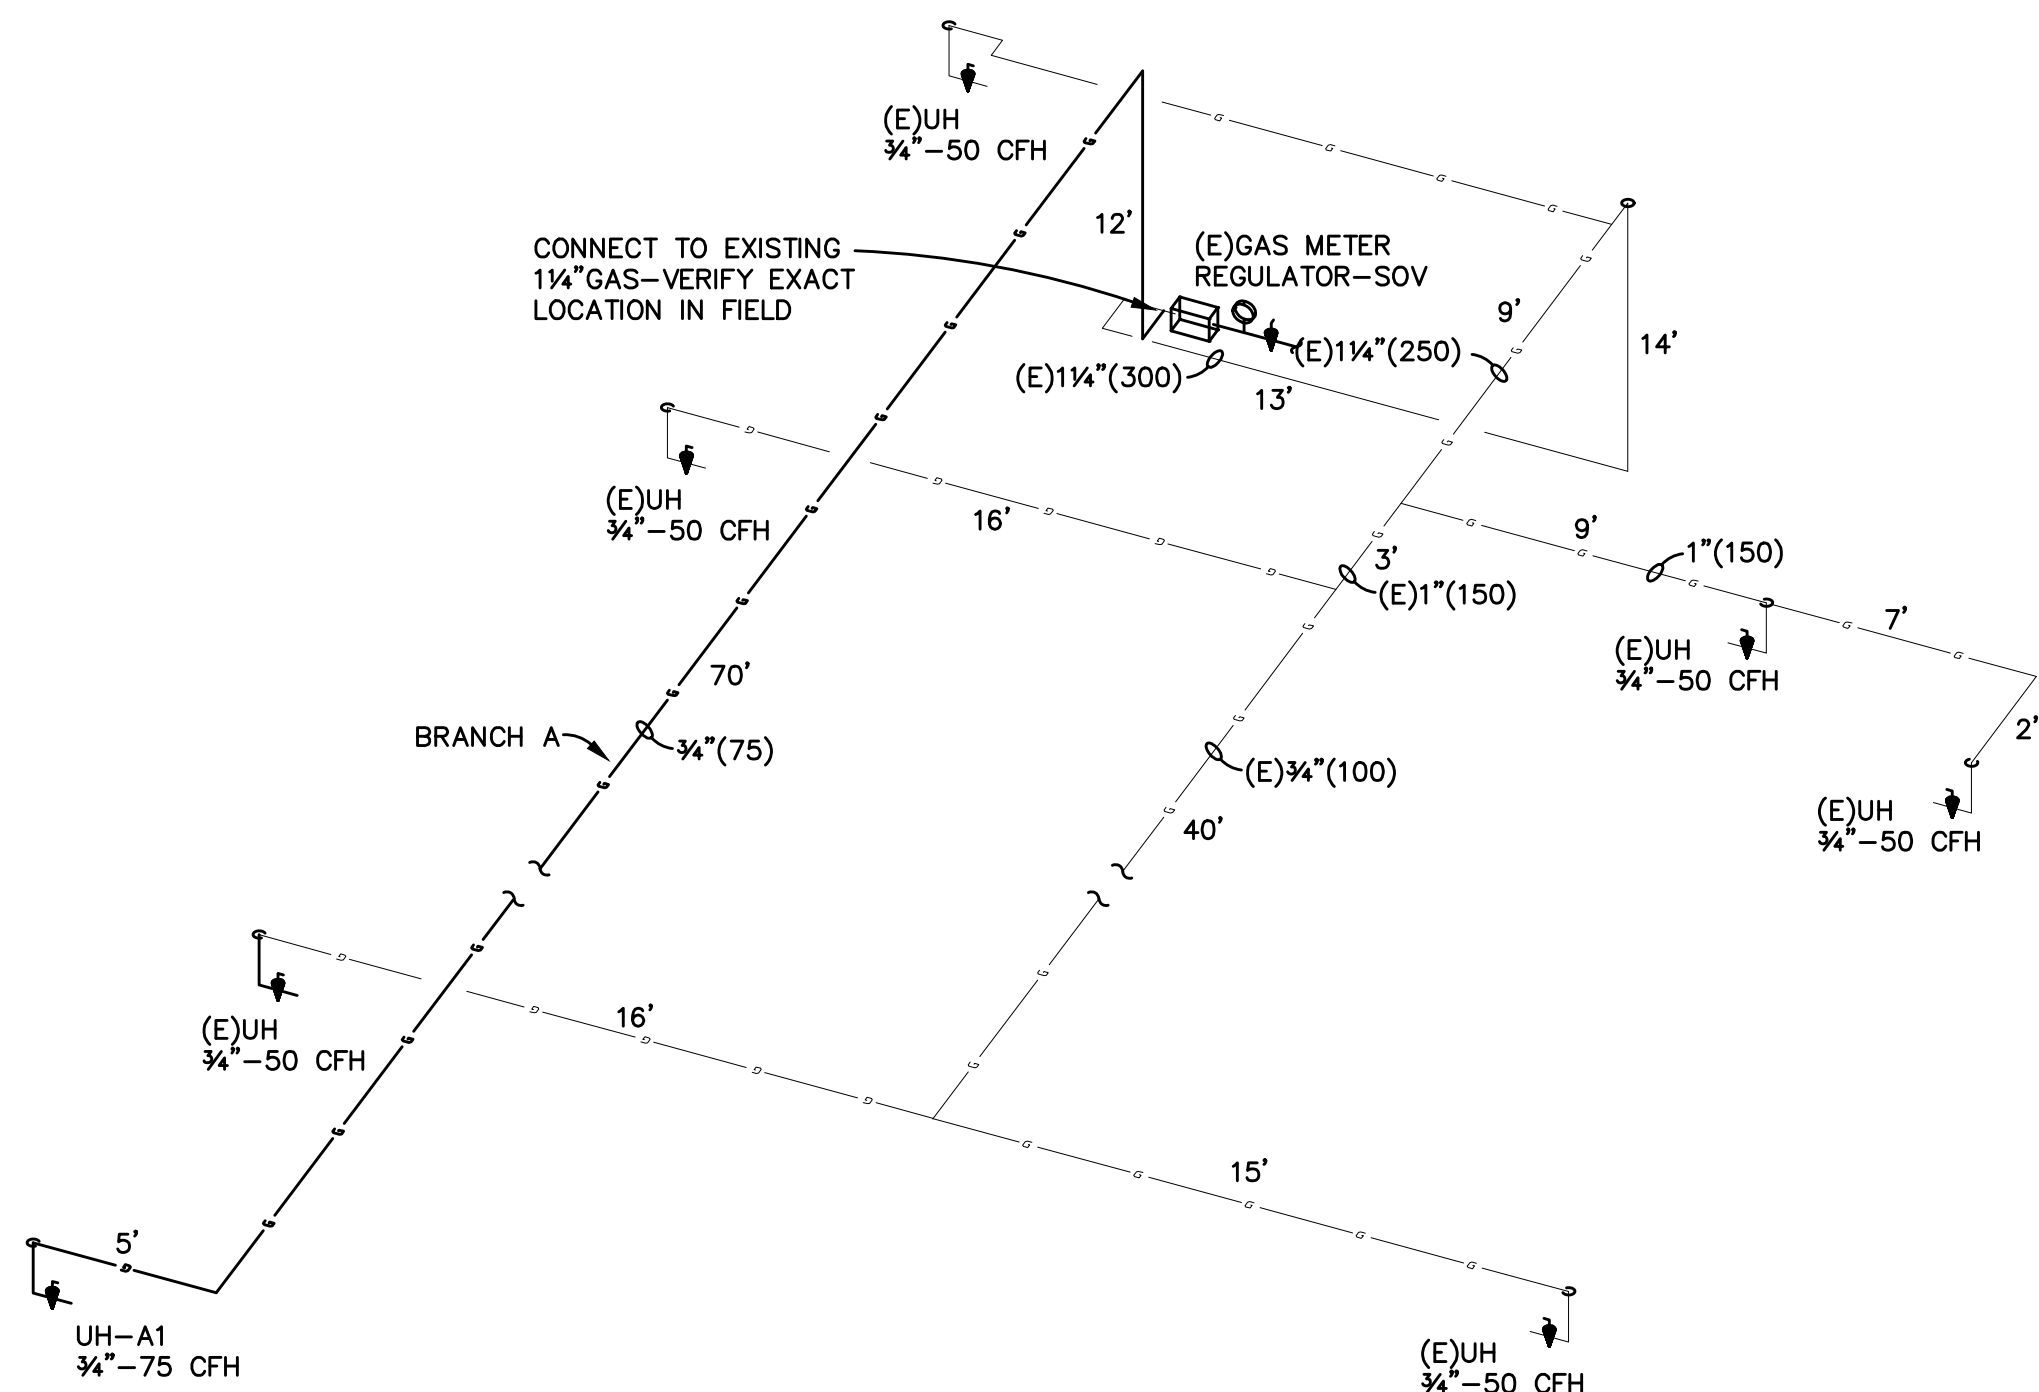 (E)UH
¾"-50 CFH
12'
(E)GAS METER
REGULATOR-SOV
CONNECT TO EXISTING
1¼"GAS-VERIFY EXACT
LOCATION IN FIELD
9'
14'
(E)1¼"(250)
(E)1¼"(300)
13'
(E)UH
¾"-50 CFH
16'
9'
1"(150)
3'
(E)1"(150)
7'
(E)UH
¾"-50 CFH
2'
70'
BRANCH A
¾"(75)
(E)¾"(100)
40'
(E)UH
¾"-50 CFH
(E)UH
¾"-50 CFH
16'
15'
5'
UH-A1
¾"-75 CFH
(E)UH
¾"-50 CFH
G